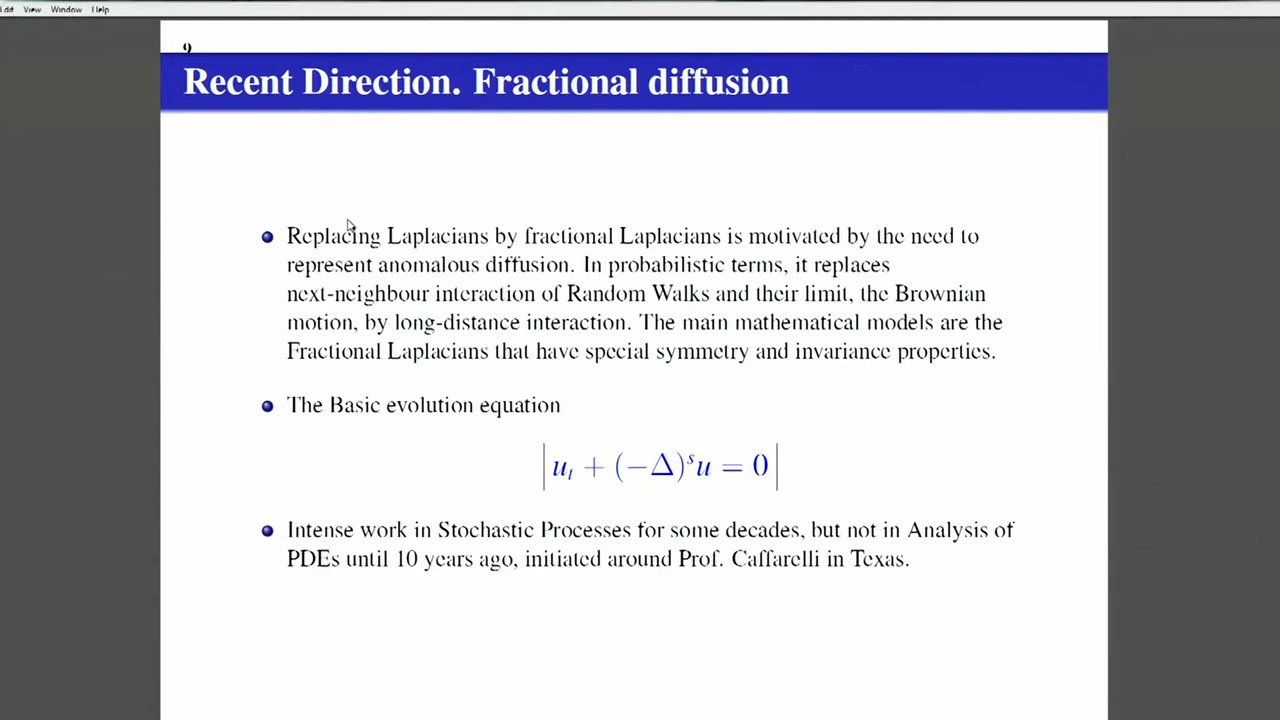 View Window Help
9
Recent Direction. Fractional diffusion
Replacing Laplacians by fractional Laplacians is motivated by the need to
represent anomalous diffusion. In probabilistic terms, it replaces
next-neighbour interaction of Random Walks and their limit, the Brownian
motion, by long-distance interaction. The main mathematical models are the
Fractional Laplacians that have special symmetry and invariance properties.
The Basic evolution equation
|u_t + (−Δ)^s u = 0|
Intense work in Stochastic Processes for some decades, but not in Analysis of
PDEs until 10 years ago, initiated around Prof. Caffarelli in Texas.